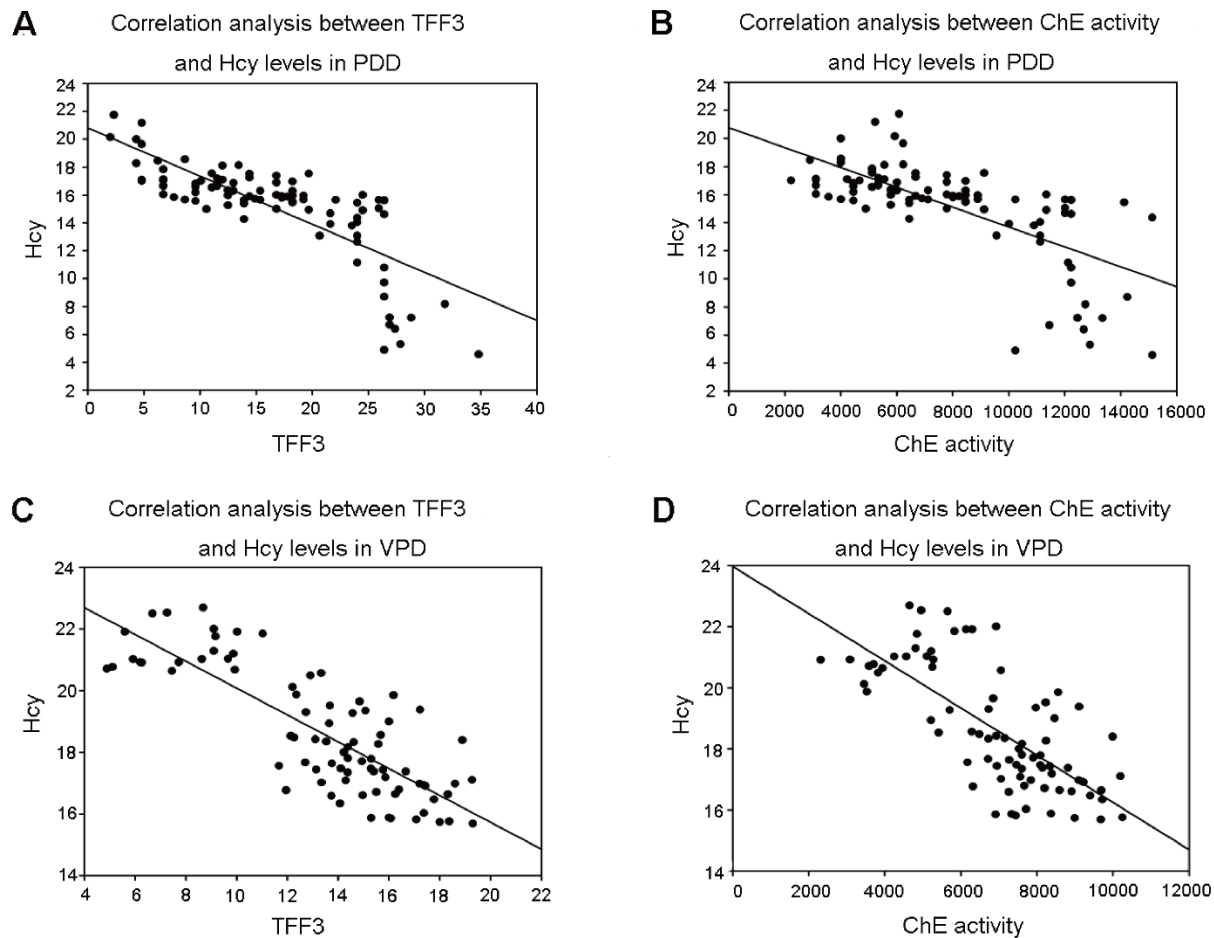 A
Correlation analysis between TFF3
and Hcy levels in PDD
24
22
20
18
16
14
12
10
8
6
4
2
Hcy
0 5 10 15 20 25 30 35 40
TFF3
B
Correlation analysis between ChE activity
and Hcy levels in PDD
24
22
20
18
16
14
12
10
8
6
4
2
Hcy
0 2000 4000 6000 8000 10000 12000 14000 16000
ChE activity
C
Correlation analysis between TFF3
and Hcy levels in VPD
24
22
20
18
16
14
Hcy
4 6 8 10 12 14 16 18 20 22
TFF3
D
Correlation analysis between ChE activity
and Hcy levels in VPD
24
22
20
18
16
14
Hcy
0 2000 4000 6000 8000 10000 12000
ChE activity